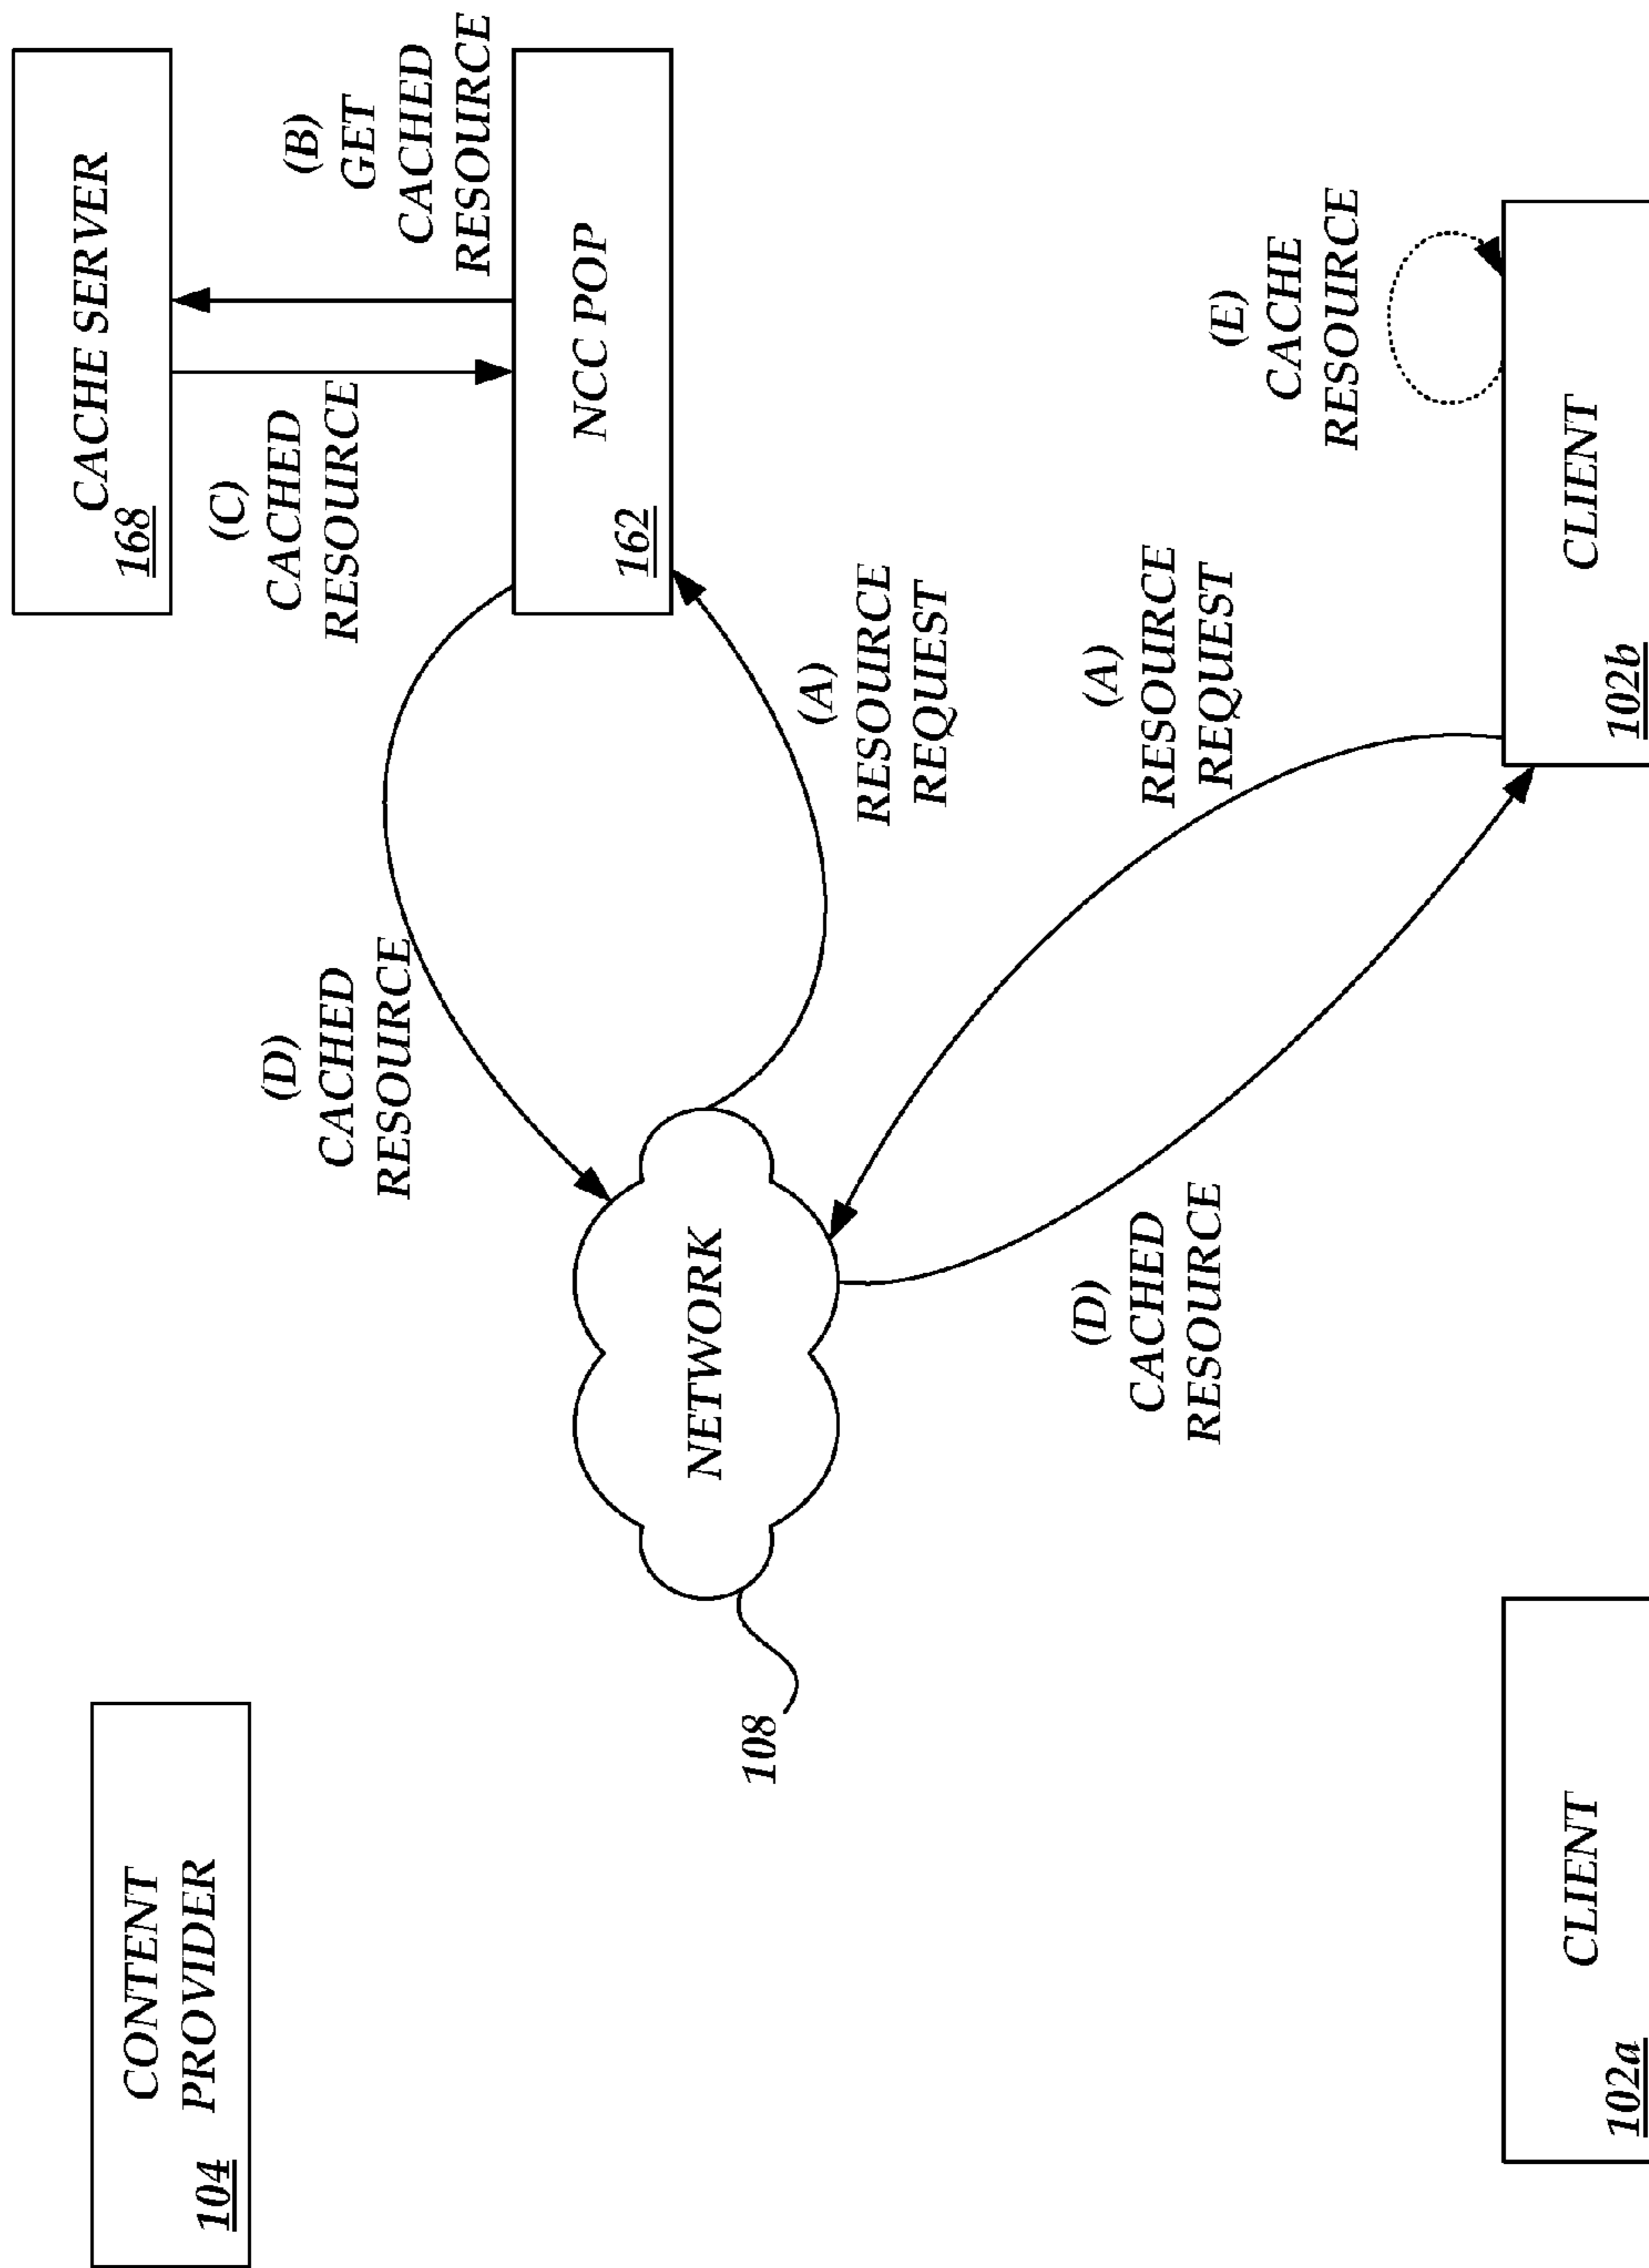 CONTENT
PROVIDER
104
CACHE SERVER
168
(C)
CACHED
RESOURCE
(B)
GET
CACHED
RESOURCE
(D)
CACHED
RESOURCE
NCC POP
162
NETWORK
108
(A)
RESOURCE
REQUEST
(D)
CACHED
RESOURCE
(A)
RESOURCE
REQUEST
(E)
CACHE
RESOURCE
CLIENT
102a
CLIENT
102b